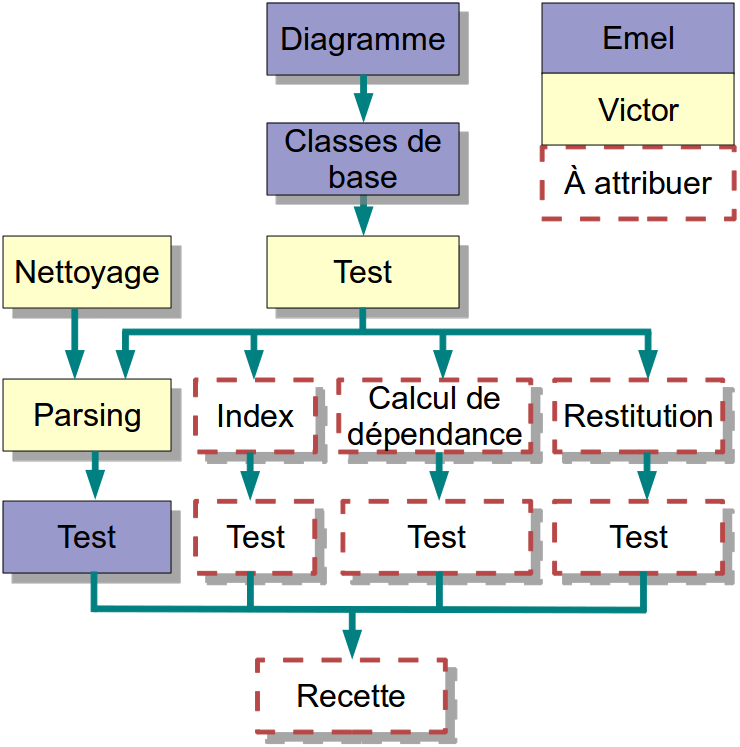 Diagramme
Emel
Victor
À attribuer
Classes de
base
Nettoyage
Test
Parsing
Index
Calcul de
dépendance
Restitution
Test
Test
Test
Test
Recette